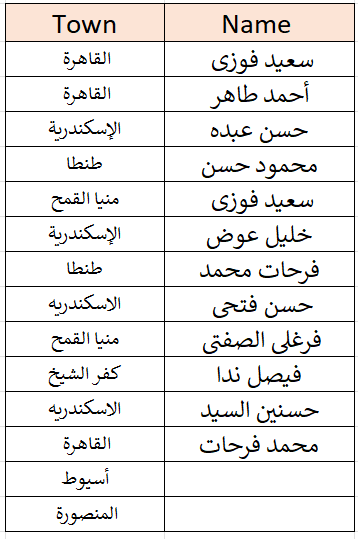 Town Name
القاهرة سعيد فوزى
القاهرة أحمد طاهر
الإسكندرية حسن عبده
طنطا محمود حسن
منيا القمح سعيد فوزى
الإسكندرية خليل عوض
طنطا فرحات محمد
الاسكندريه حسن فتحى
منيا القمح فرغلى الصفتى
كفر الشيخ فيصل ندا
الاسكندريه حسنين السيد
القاهرة محمد فرحات
أسيوط
المنصورة